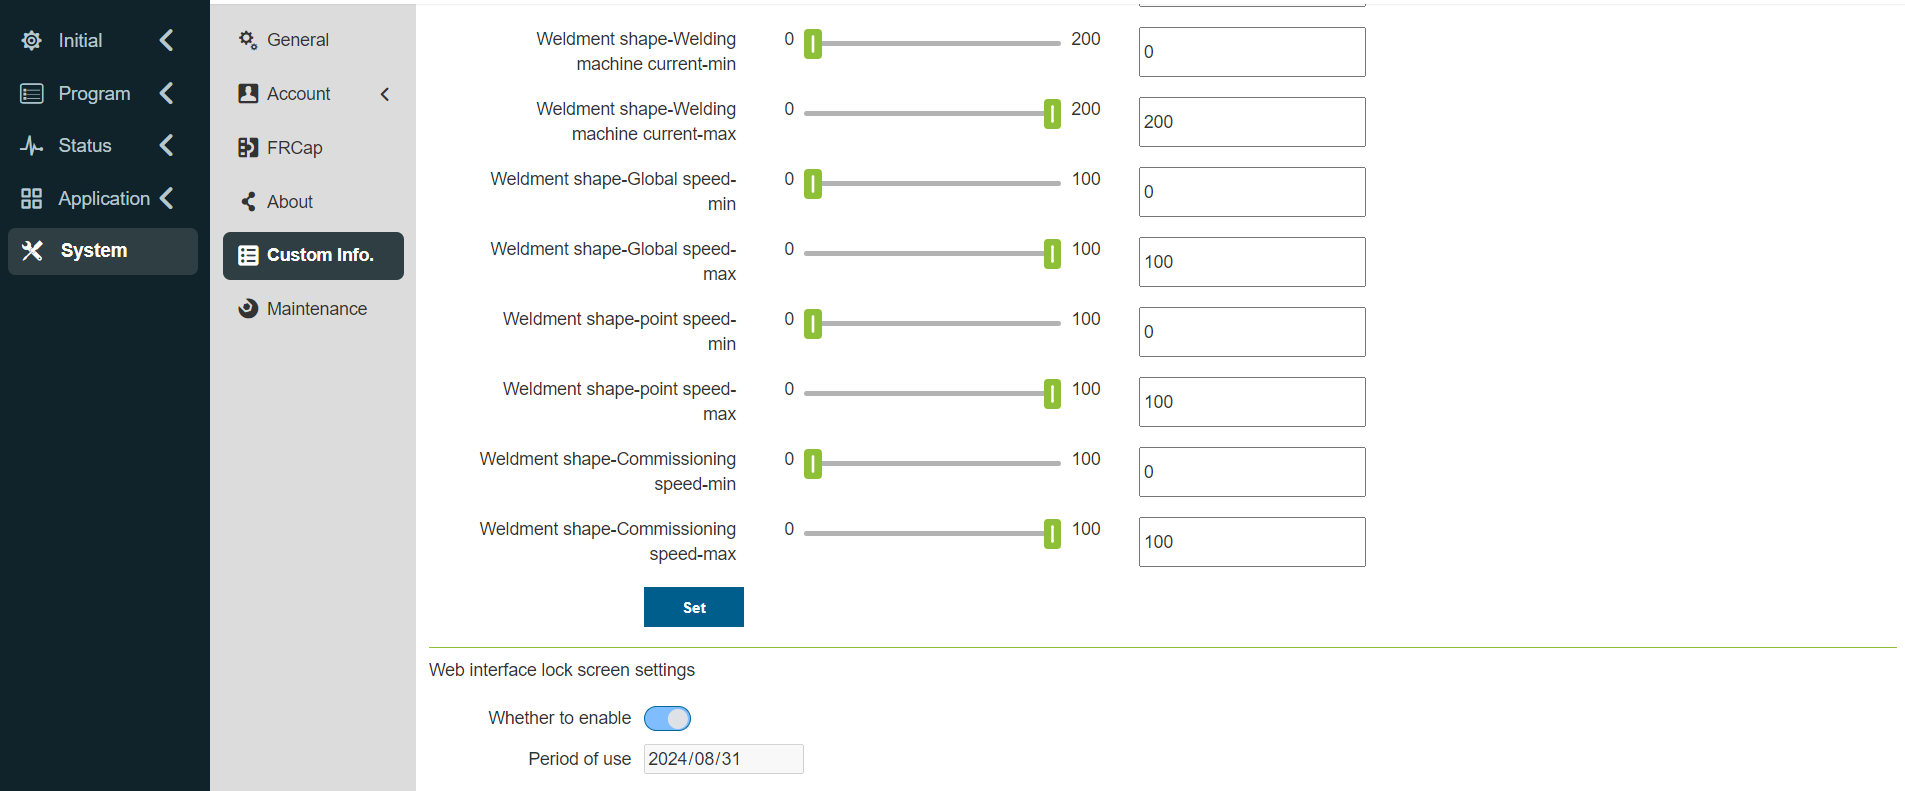 Initial
Program
Status
Application
System
General
Account
FRCap
About
Custom Info.
Maintenance
Weldment shape-Welding
machine current-min
0
200
0
Weldment shape-Welding
machine current-max
0
200
200
Weldment shape-Global speed-
min
0
100
0
Weldment shape-Global speed-
max
0
100
100
Weldment shape-point speed-
min
0
100
0
Weldment shape-point speed-
max
0
100
100
Weldment shape-Commissioning
speed-min
0
100
0
Weldment shape-Commissioning
speed-max
0
100
100
Set
Web interface lock screen settings
Whether to enable
Period of use
2024/08/31